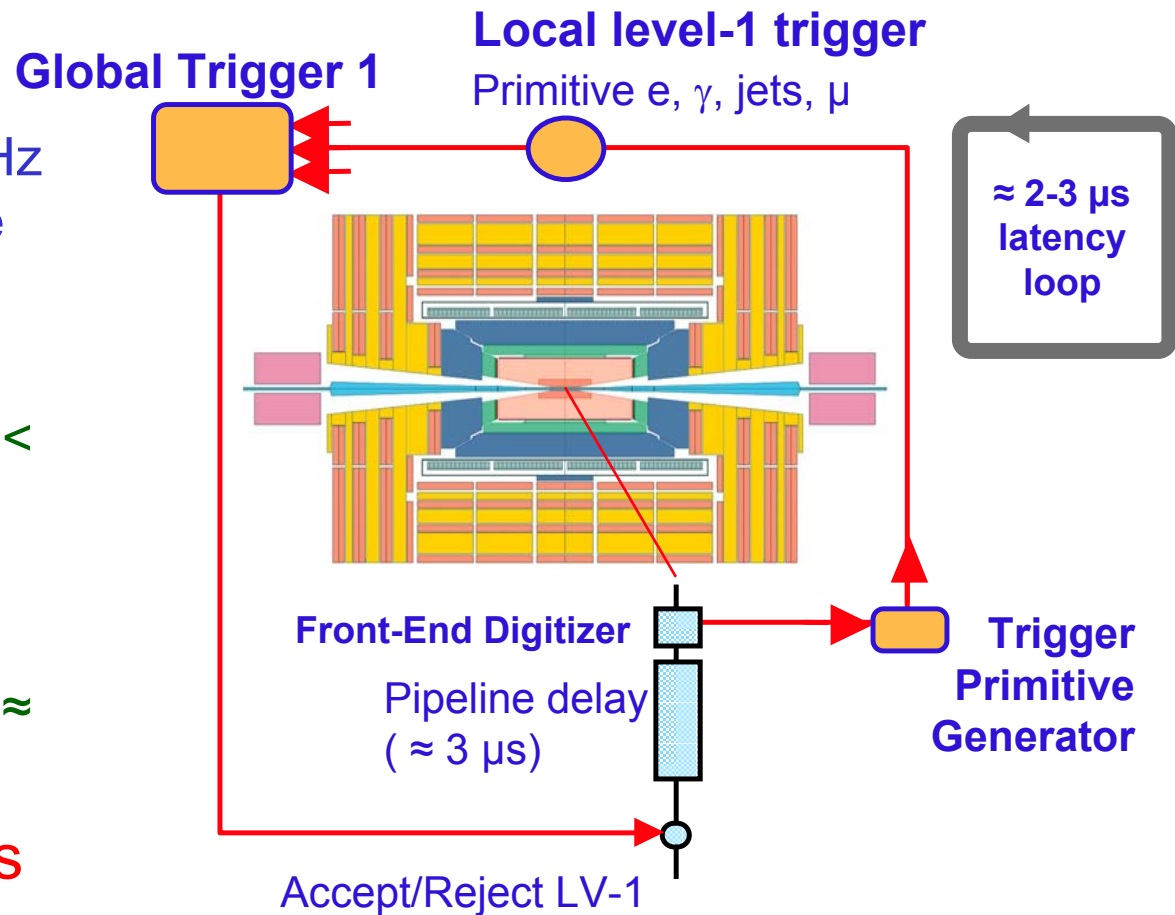 Local level-1 trigger
Global Trigger 1
Primitive e, γ, jets, μ
Hz
e
≈ 2-3 μs
latency
loop
<
Front-End Digitizer
Trigger
Primitive
Generator
Pipeline delay
( ≈ 3 μs)
≈
s
Accept/Reject LV-1